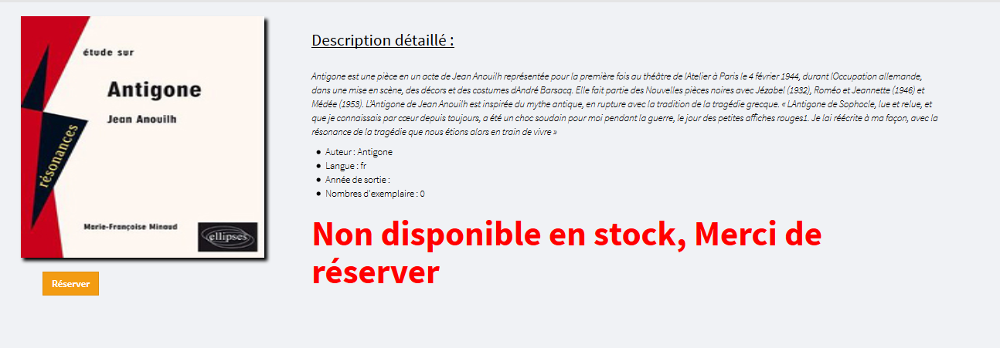 étude sur
Antigone
Jean Anouilh
résonances
Marie-Françoise Minaud
ellipses
Réserver
Description détaillé :
Antigone est une pièce en un acte de Jean Anouilh représentée pour la première fois au théâtre de lAtelier à Paris le 4 février 1944, durant lOccupation allemande,
dans une mise en scène, des décors et des costumes dAndré Barsacq. Elle fait partie des Nouvelles pièces noires avec Jézabel (1932), Roméo et Jeannette (1946) et
Médée (1953). L'Antigone de Jean Anouilh est inspirée du mythe antique, en rupture avec la tradition de la tragédie grecque. « LAntigone de Sophocle, lue et relue, et
que je connaissais par cœur depuis toujours, a été un choc soudain pour moi pendant la guerre, le jour des petites affiches rouges1. Je lai réécrite à ma façon, avec la
résonance de la tragédie que nous étions alors en train de vivre »
• Auteur : Antigone
• Langue : fr
• Année de sortie :
• Nombres d'exemplaire : 0
Non disponible en stock, Merci de
réserver